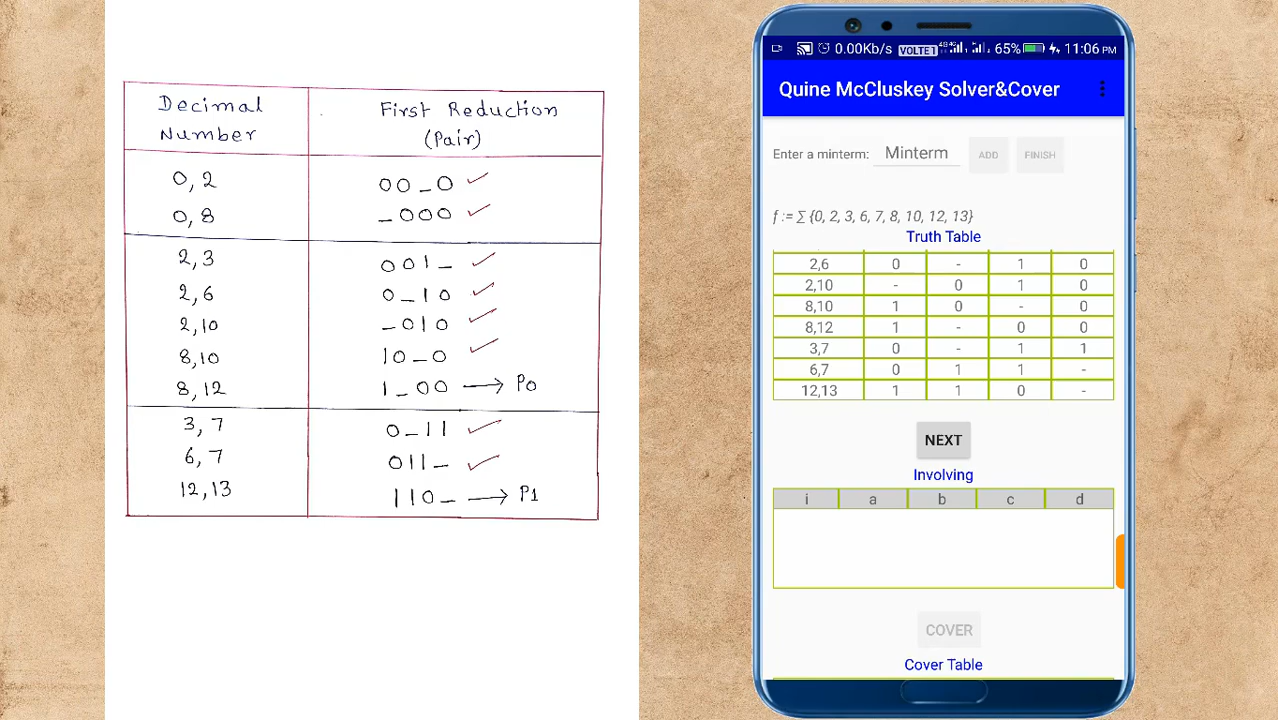 Decimal Number
First Reduction (Pair)
0, 2 00_0 ✓
0, 8 _000 ✓
2, 3 001_ ✓
2, 6 0_10 ✓
2, 10 _010 ✓
8, 10 10_0 ✓
8, 12 1_00 → P0
3, 7 0_11 ✓
6, 7 011_ ✓
12, 13 110_ → P1
0.00Kb/s VOLTE1 4G 4G 65% 11:06 PM
Quine McCluskey Solver&Cover
Enter a minterm: Minterm ADD FINISH
f := ∑ {0, 2, 3, 6, 7, 8, 10, 12, 13}
Truth Table
2,6 0 - 1 0
2,10 - 0 1 0
8,10 1 0 - 0
8,12 1 - 0 0
3,7 0 - 1 1
6,7 0 1 1 -
12,13 1 1 0 -
NEXT
Involving
i a b c d
COVER
Cover Table